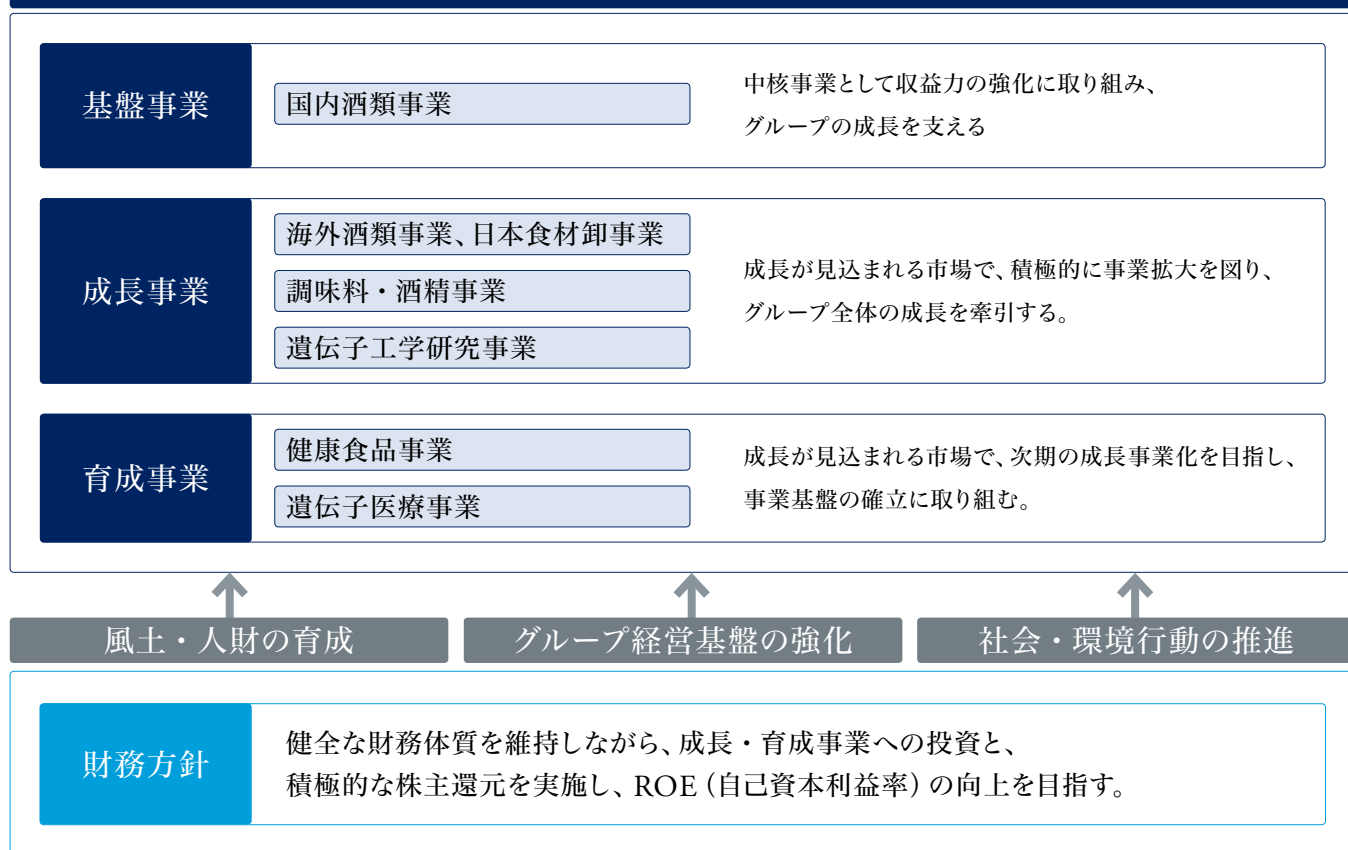 基盤事業
国内酒類事業
中核事業として収益力の強化に取り組み、
グループの成長を支える
成長事業
海外酒類事業、日本食材卸事業
調味料・酒精事業
遺伝子工学研究事業
成長が見込まれる市場で、積極的に事業拡大を図り、
グループ全体の成長を牽引する。
育成事業
健康食品事業
遺伝子医療事業
成長が見込まれる市場で、次期の成長事業化を目指し、
事業基盤の確立に取り組む。
風土・人財の育成
グループ経営基盤の強化
社会・環境行動の推進
財務方針
健全な財務体質を維持しながら、成長・育成事業への投資と、
積極的な株主還元を実施し、ROE（自己資本利益率）の向上を目指す。